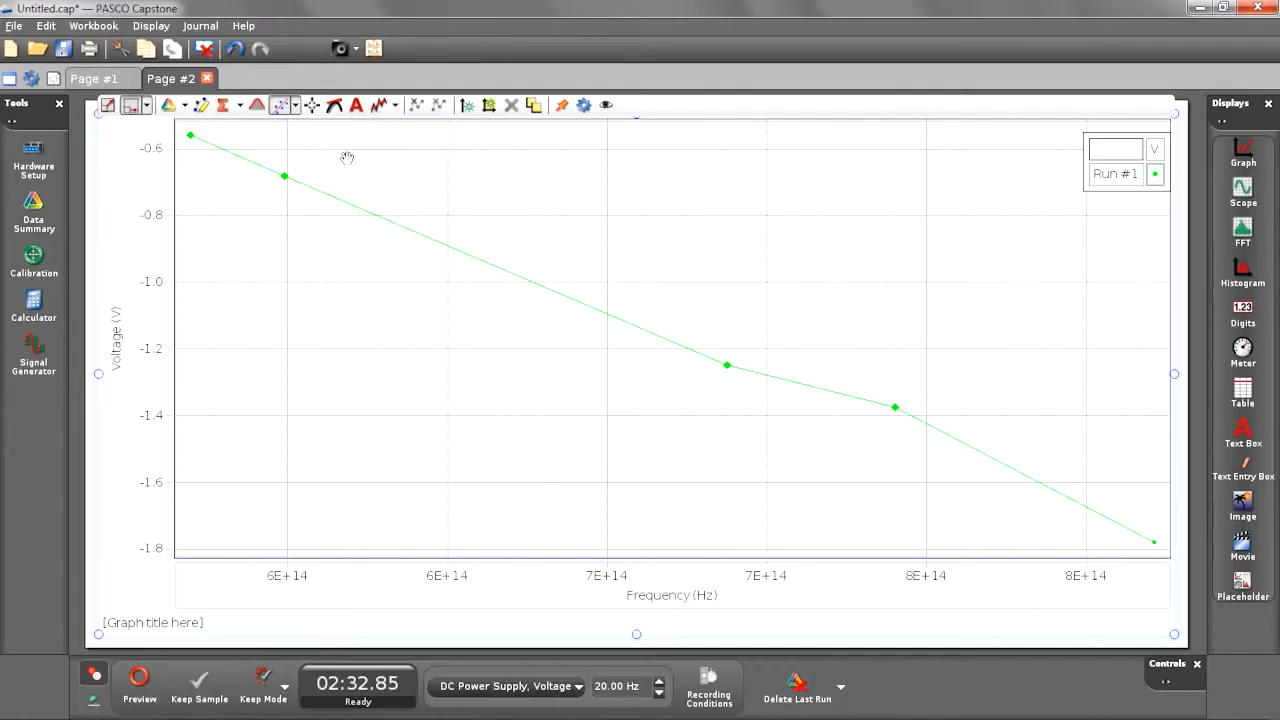 Untitled.cap* — PASCO Capstone
File Edit Workbook Display Journal Help
Page #1 Page #2
Tools
Hardware
Setup
Data
Summary
Calibration
Calculator
Signal
Generator
-0.6
-0.8
-1.0
-1.2
-1.4
-1.6
-1.8
Voltage (V)
V
Run #1
6E+14 6E+14 7E+14 7E+14 8E+14 8E+14
Frequency (Hz)
[Graph title here]
Displays
Graph
Scope
FFT
Histogram
1.23
Digits
Meter
Table
A
Text Box
Text Entry Box
Image
Movie
Placeholder
Preview
Keep Sample
Keep Mode
02:32.85
Ready
DC Power Supply, Voltage
20.00 Hz
Recording
Conditions
Delete Last Run
Controls